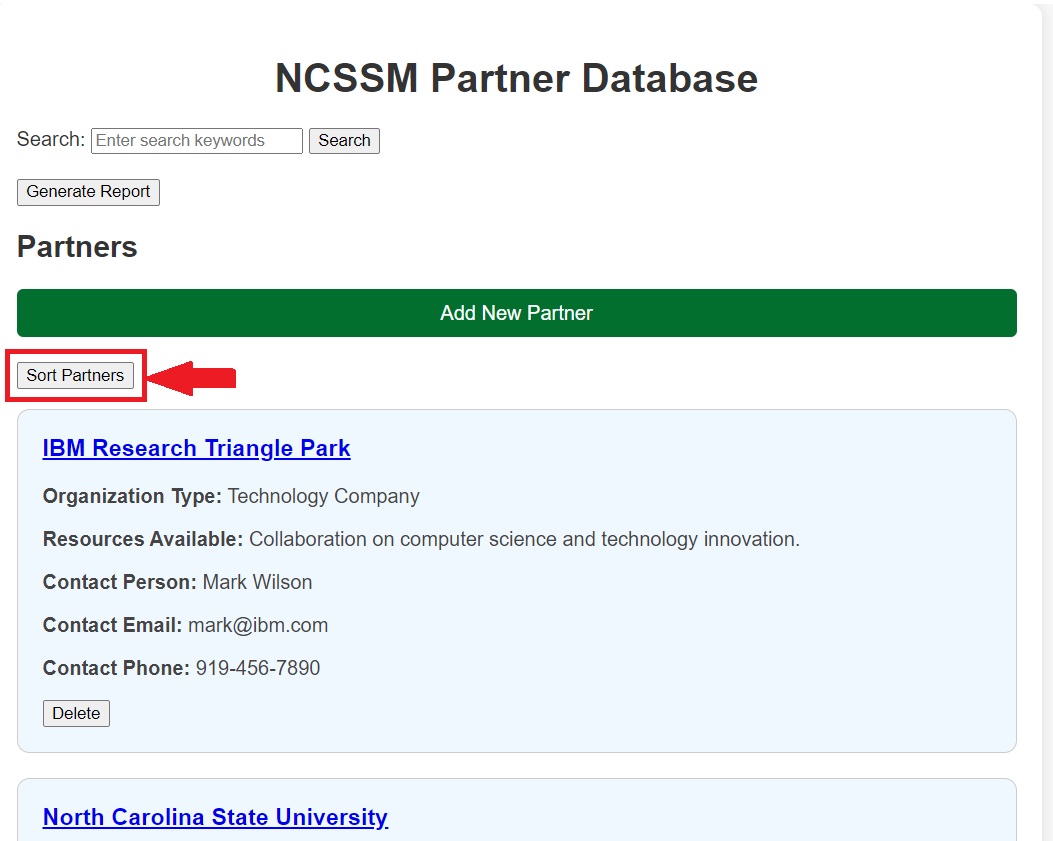 NCSSM Partner Database
Search: Enter search keywords Search
Generate Report
Partners
Add New Partner
Sort Partners
IBM Research Triangle Park
Organization Type: Technology Company
Resources Available: Collaboration on computer science and technology innovation.
Contact Person: Mark Wilson
Contact Email: mark@ibm.com
Contact Phone: 919-456-7890
Delete
North Carolina State University